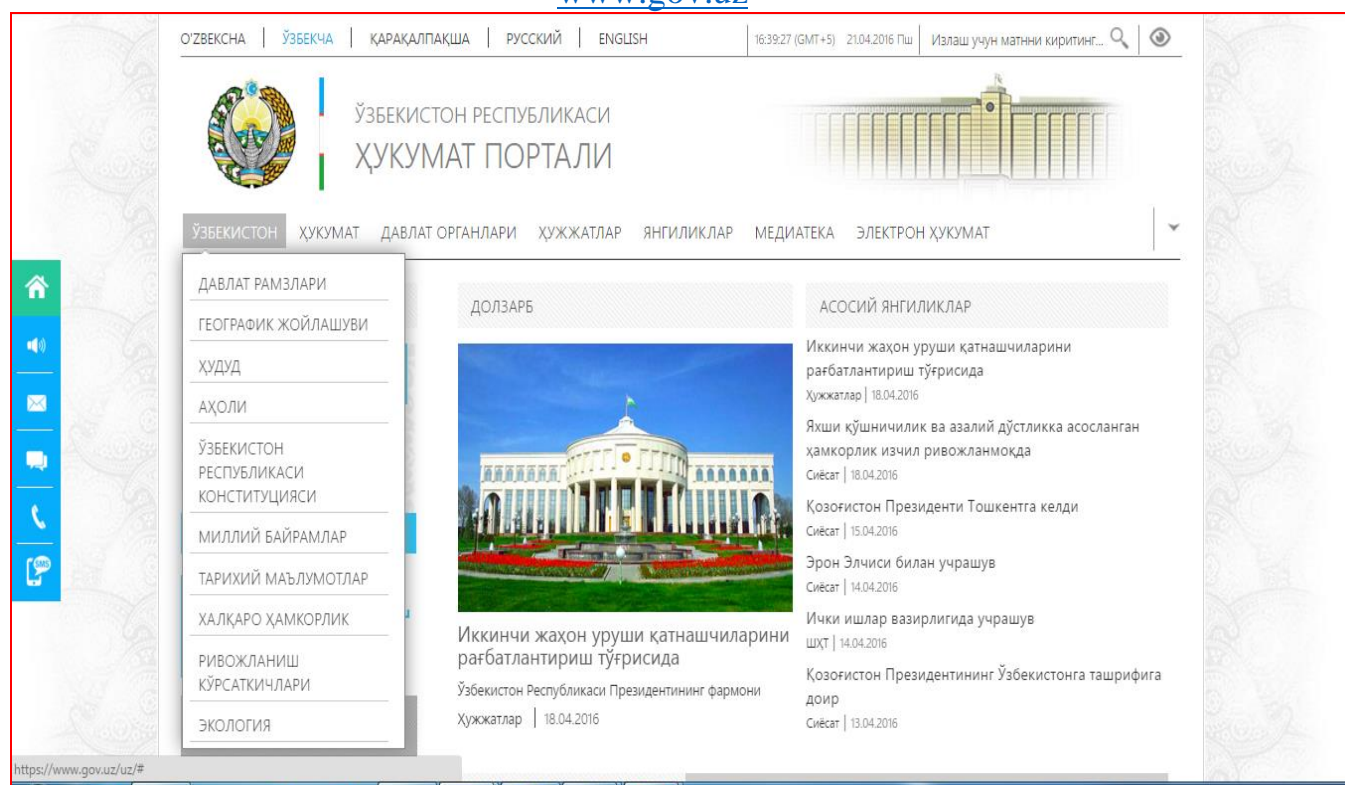 www.gov.uz
O'ZBEKCHA | ЎЗБЕКЧА | ҚАРАҚАЛПАҚША | РУССКИЙ | ENGLISH
16:39:27 (GMT+5) 21.04.2016 Пш
Излаш учун матнни киритинг...
ЎЗБЕКИСТОН РЕСПУБЛИКАСИ
ҲУКУМАТ ПОРТАЛИ
ЎЗБЕКИСТОН ҲУКУМАТ ДАВЛАТ ОРГАНЛАРИ ҲУЖЖАТЛАР ЯНГИЛИКЛАР МЕДИАТЕКА ЭЛЕКТРОН ҲУКУМАТ
ДАВЛАТ РАМЗЛАРИ
ГЕОГРАФИК ЖОЙЛАШУВИ
ҲУДУД
АҲОЛИ
ЎЗБЕКИСТОН
РЕСПУБЛИКАСИ
КОНСТИТУЦИЯСИ
МИЛЛИЙ БАЙРАМЛАР
ТАРИХИЙ МАЪЛУМОТЛАР
ХАЛҚАРО ҲАМКОРЛИК
РИВОЖЛАНИШ
КЎРСАТКИЧЛАРИ
ЭКОЛОГИЯ
SMS
ДОЛЗАРБ
Иккинчи жаҳон уруши қатнашчиларини
рағбатлантириш тўғрисида
Ўзбекистон Республикаси Президентининг фармони
Ҳужжатлар | 18.04.2016
АСОСИЙ ЯНГИЛИКЛАР
Иккинчи жаҳон уруши қатнашчиларини
рағбатлантириш тўғрисида
Ҳужжатлар | 18.04.2016
Яхши қўшничилик ва азалий дўстликка асосланган
ҳамкорлик изчил ривожланмоқда
Сиёсат | 18.04.2016
Қозоғистон Президенти Тошкентга келди
Сиёсат | 15.04.2016
Эрон Элчиси билан учрашув
Сиёсат | 14.04.2016
Ички ишлар вазирлигида учрашув
ШҲТ | 14.04.2016
Қозоғистон Президентининг Ўзбекистонга ташрифига
доир
Сиёсат | 13.04.2016
https://www.gov.uz/uz/#